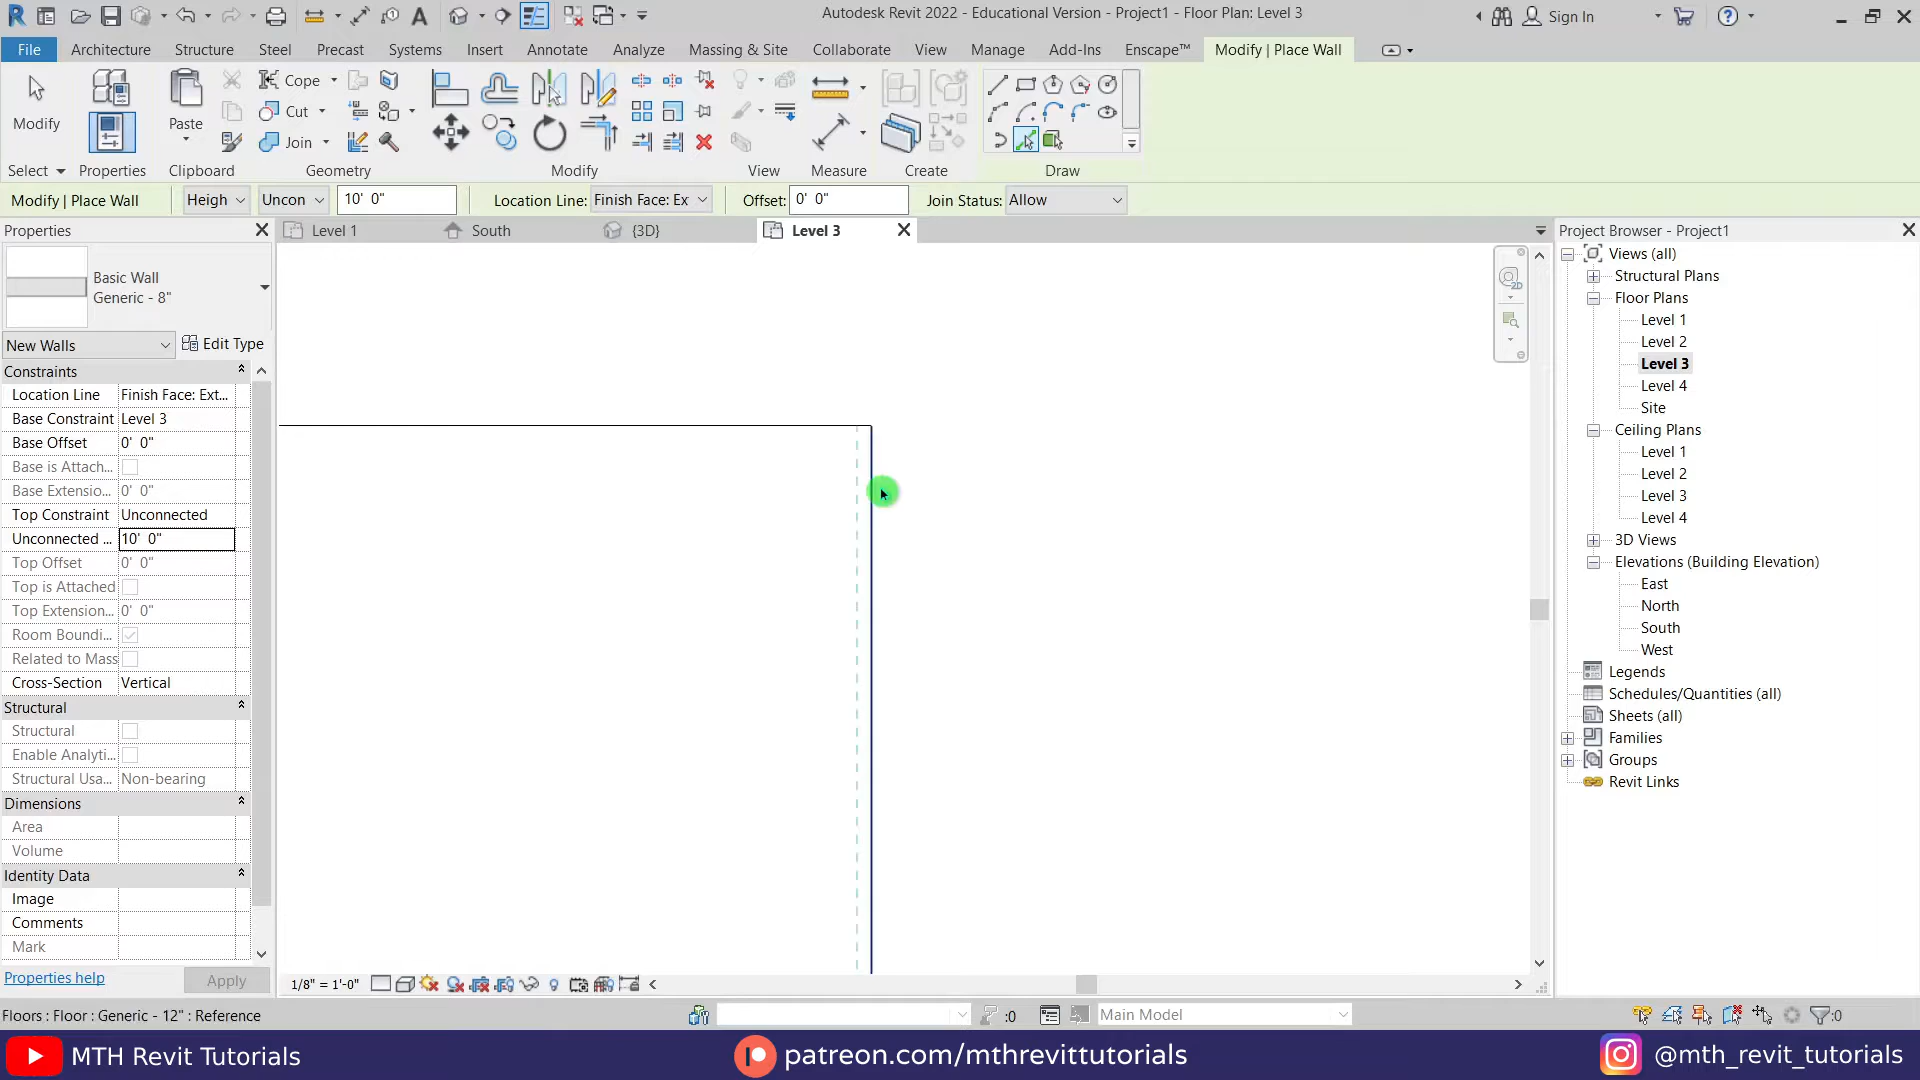 Autodesk Revit 2022 - Educational Version - Project1 - Floor Plan: Level 3
Sign In
File
Architecture
Structure
Steel
Precast
Systems
Insert
Annotate
Analyze
Massing & Site
Collaborate
View
Manage
Add-Ins
Enscape™
Modify | Place Wall
Modify
Paste
Cope
Cut
Join
Select
Properties
Clipboard
Geometry
Modify
View
Measure
Create
Draw
Modify | Place Wall
Heigh
Uncon
10' 0"
Location Line:
Finish Face: Ex
Offset:
0' 0"
Join Status:
Allow
Properties
Level 1
South
{3D}
Level 3
Project Browser - Project1
Basic Wall
Generic - 8"
New Walls
Edit Type
Constraints
Location Line Finish Face: Ext...
Base Constraint Level 3
Base Offset 0' 0"
Base is Attach...
Base Extensio... 0' 0"
Top Constraint Unconnected
Unconnected ... 10' 0"
Top Offset 0' 0"
Top is Attached
Top Extension... 0' 0"
Room Boundi...
Related to Mass
Cross-Section Vertical
Structural
Structural
Enable Analyti...
Structural Usa... Non-bearing
Dimensions
Area
Volume
Identity Data
Image
Comments
Mark
Properties help
Apply
2D
Views (all)
Structural Plans
Floor Plans
Level 1
Level 2
Level 3
Level 4
Site
Ceiling Plans
Level 1
Level 2
Level 3
Level 4
3D Views
Elevations (Building Elevation)
East
North
South
West
Legends
Schedules/Quantities (all)
Sheets (all)
Families
Groups
Revit Links
1/8" = 1'-0"
Floors : Floor : Generic - 12" : Reference
:0
Main Model
:0
MTH Revit Tutorials
patreon.com/mthrevittutorials
@mth_revit_tutorials